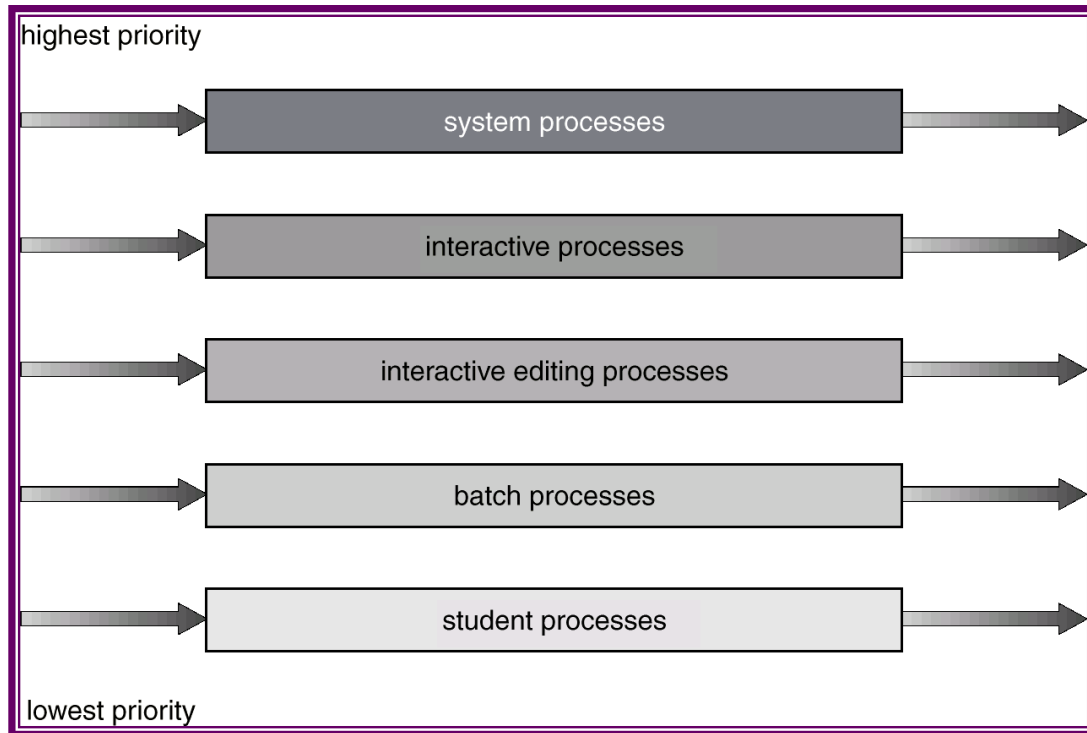 highest priority
system processes
interactive processes
interactive editing processes
batch processes
student processes
lowest priority